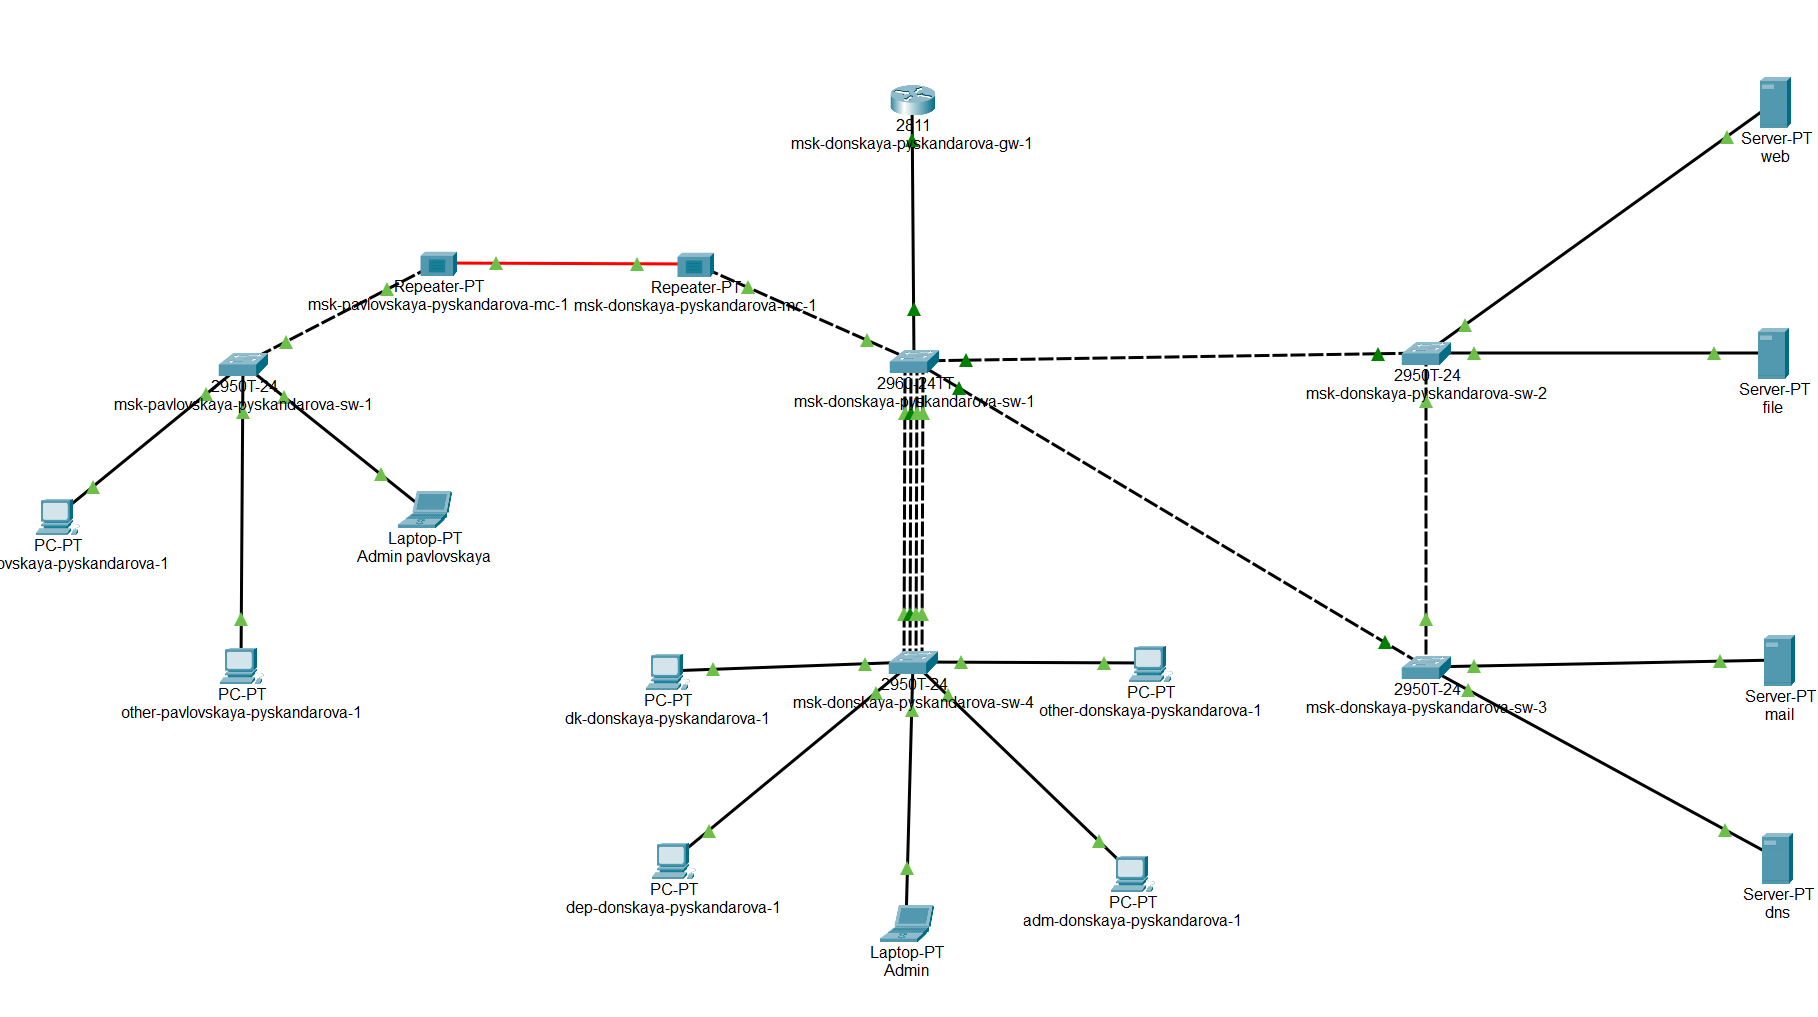 2811
msk-donskaya-pyskandarova-gw-1
Server-PT
web
Repeater-PT
msk-pavlovskaya-pyskandarova-mc-1
Repeater-PT
msk-donskaya-pyskandarova-mc-1
2950T-24
msk-pavlovskaya-pyskandarova-sw-1
2960-24TT
msk-donskaya-pyskandarova-sw-1
2950T-24
msk-donskaya-pyskandarova-sw-2
Server-PT
file
PC-PT
ovskaya-pyskandarova-1
Laptop-PT
Admin pavlovskaya
PC-PT
other-pavlovskaya-pyskandarova-1
PC-PT
dk-donskaya-pyskandarova-1
2950T-24
msk-donskaya-pyskandarova-sw-4
PC-PT
other-donskaya-pyskandarova-1
2950T-24
msk-donskaya-pyskandarova-sw-3
Server-PT
mail
PC-PT
dep-donskaya-pyskandarova-1
Laptop-PT
Admin
PC-PT
adm-donskaya-pyskandarova-1
Server-PT
dns